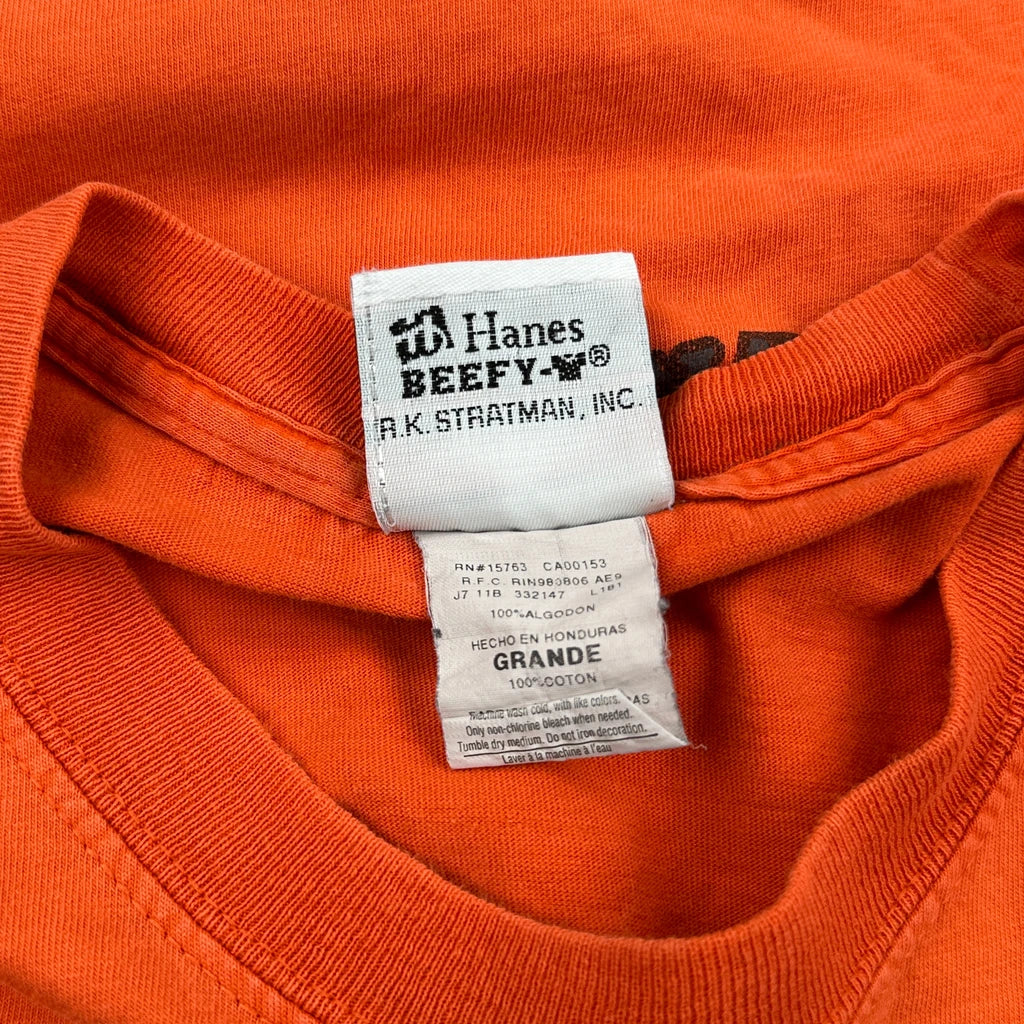 Hanes
BEEFY-®
R.K. STRATMAN, INC.
RN#15763 CA00153
R.F.C. RIN980806 AE9
J7 11B 332147
100%ALGODON
HECHO EN HONDURAS
GRANDE
100%COTON
machine wash cold, with like colors.
Only non-chlorine bleach when needed.
Tumble dry medium. Do not iron decoration.
Laver à la machine à l'eau